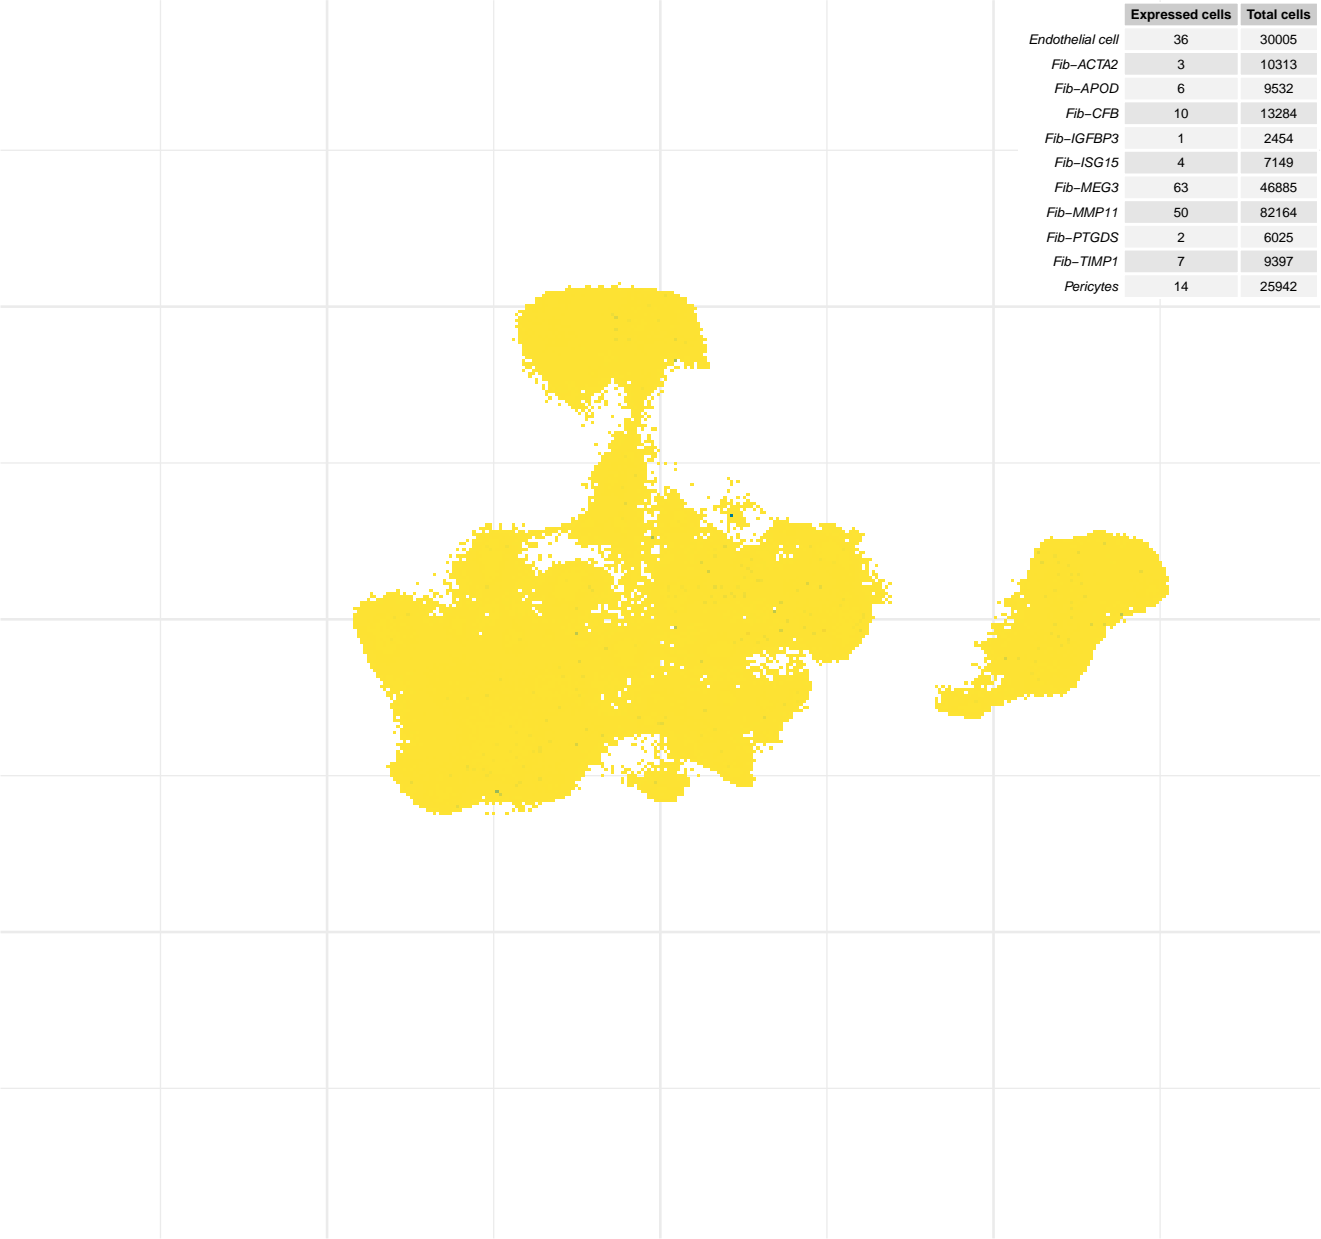 Expressed cells Total cells
Endothelial cell 36 30005
Fib−ACTA2 3 10313
Fib−APOD 6 9532
Fib−CFB 10 13284
Fib−IGFBP3 1 2454
Fib−ISG15 4 7149
Fib−MEG3 63 46885
Fib−MMP11 50 82164
Fib−PTGDS 2 6025
Fib−TIMP1 7 9397
Pericytes 14 25942